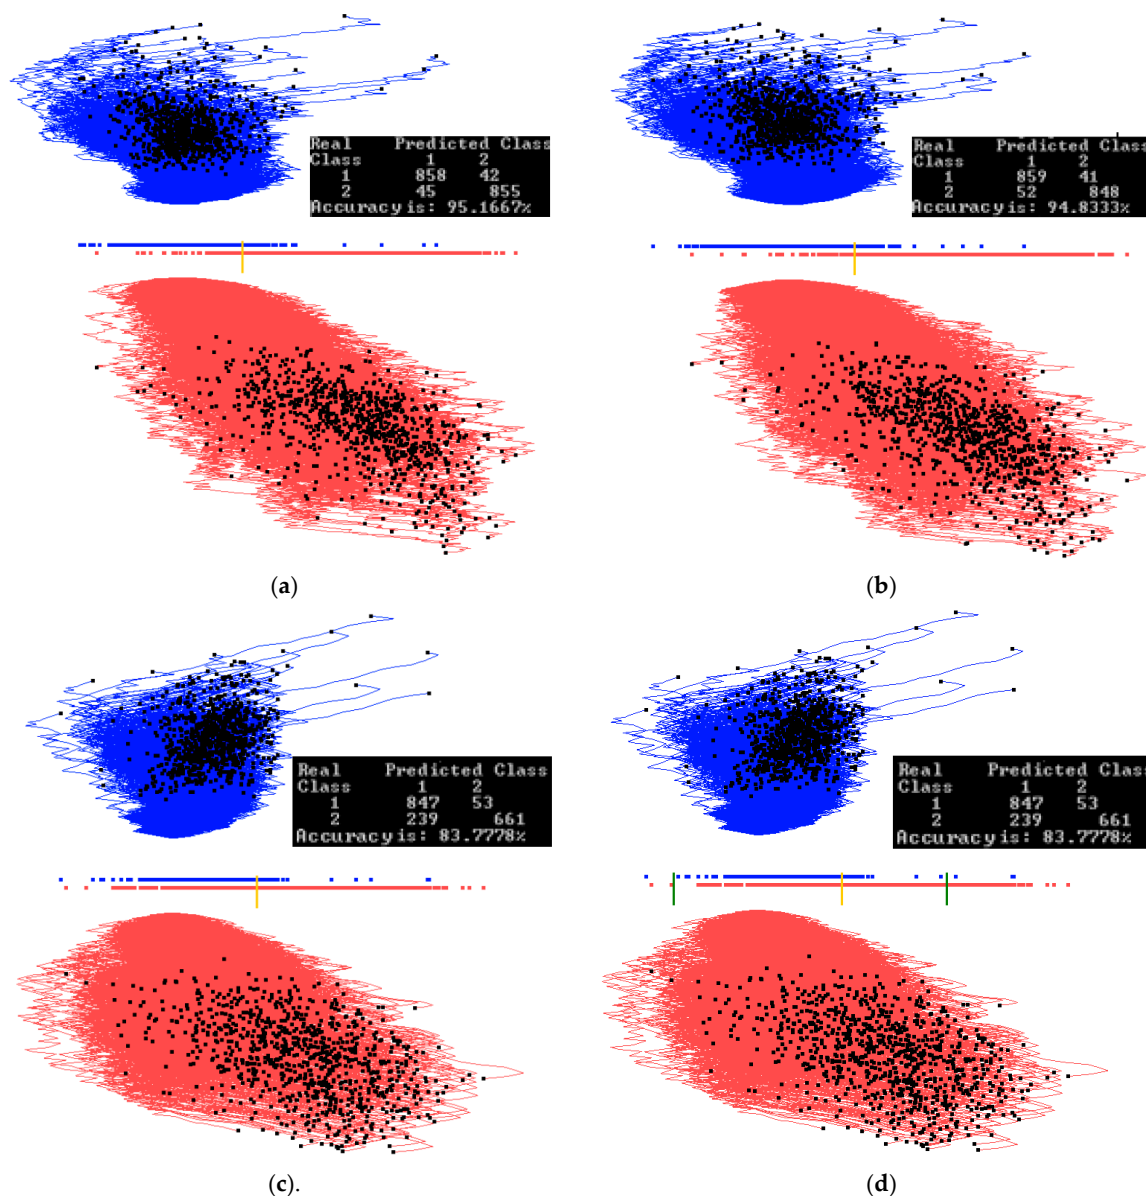 Real Predicted Class
Class 1 2
1 858 42
2 45 855
Accuracy is: 95.1667%
Real Predicted Class
Class 1 2
1 859 41
2 52 848
Accuracy is: 94.8333%
(a)
(b)
Real Predicted Class
Class 1 2
1 847 53
2 239 661
Accuracy is: 83.7778%
Real Predicted Class
Class 1 2
1 847 53
2 239 661
Accuracy is: 83.7778%
(c).
(d)